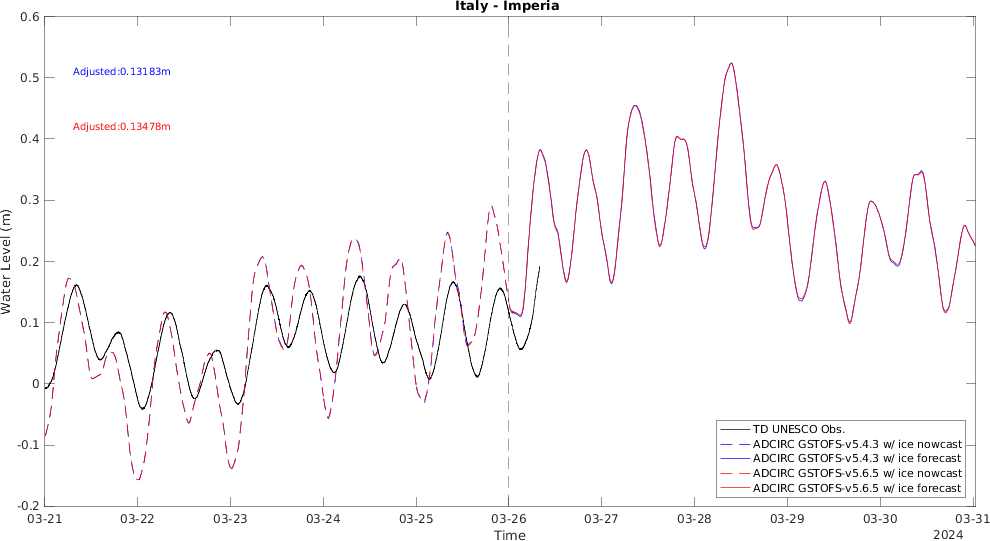 Italy - Imperia
0.6
0.5
0.4
0.3
0.2
0.1
0
-0.1
-0.2
Water Level (m)
Adjusted:0.13183m
Adjusted:0.13478m
TD UNESCO Obs.
ADCIRC GSTOFS-v5.4.3 w/ ice nowcast
ADCIRC GSTOFS-v5.4.3 w/ ice forecast
ADCIRC GSTOFS-v5.6.5 w/ ice nowcast
ADCIRC GSTOFS-v5.6.5 w/ ice forecast
03-21 03-22 03-23 03-24 03-25 03-26 03-27 03-28 03-29 03-30 03-31
Time
2024